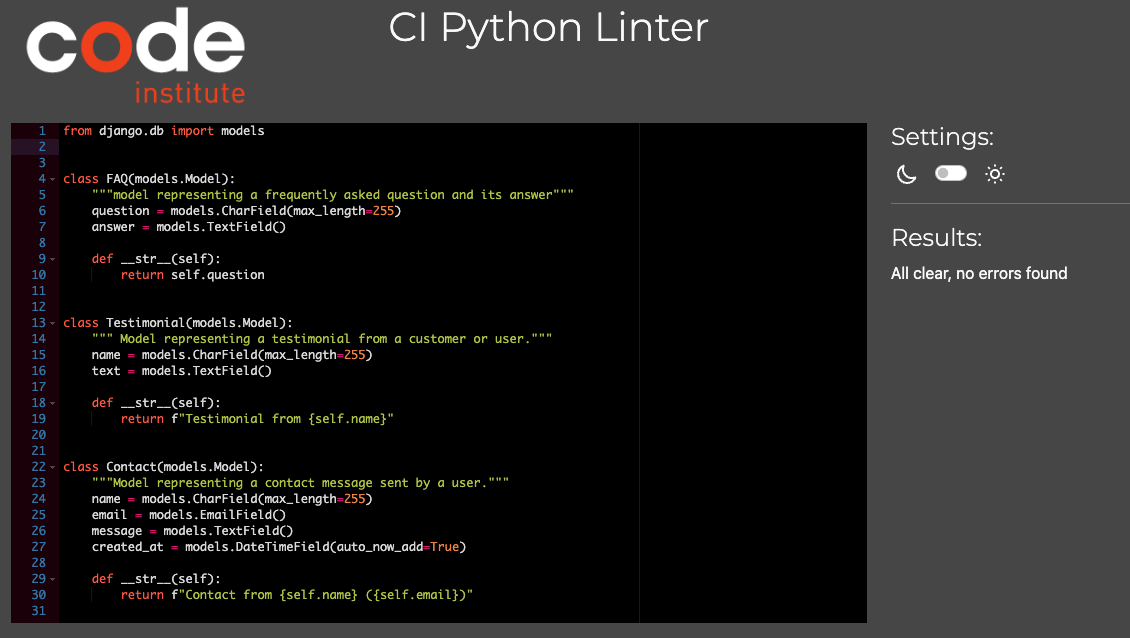 code
institute
CI Python Linter
1 from django.db import models
2
3
4 class FAQ(models.Model):
5     """model representing a frequently asked question and its answer"""
6     question = models.CharField(max_length=255)
7     answer = models.TextField()
8
9     def __str__(self):
10         return self.question
11
12
13 class Testimonial(models.Model):
14     """ Model representing a testimonial from a customer or user."""
15     name = models.CharField(max_length=255)
16     text = models.TextField()
17
18     def __str__(self):
19         return f"Testimonial from {self.name}"
20
21
22 class Contact(models.Model):
23     """Model representing a contact message sent by a user."""
24     name = models.CharField(max_length=255)
25     email = models.EmailField()
26     message = models.TextField()
27     created_at = models.DateTimeField(auto_now_add=True)
28
29     def __str__(self):
30         return f"Contact from {self.name} ({self.email})"
31
Settings:
Results:
All clear, no errors found